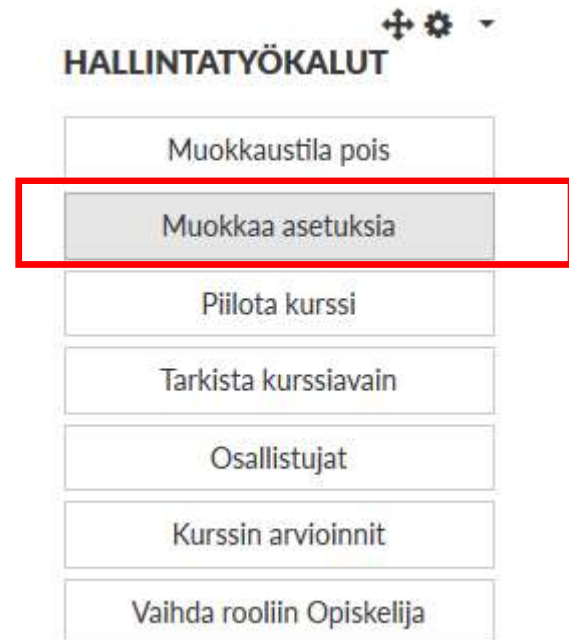 HALLINTATYÖKALUT
Muokkaustila pois
Muokkaa asetuksia
Piilota kurssi
Tarkista kurssiavain
Osallistujat
Kurssin arvioinnit
Vaihda rooliin Opiskelija